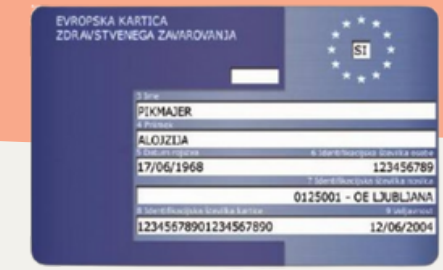 EVROPSKA KARTICA
ZDRAVSTVENEGA ZAVAROVANJA
SI
3 Ime
PIKMAJER
4 Priimek
ALOJZIJA
5 Datum rojstva 6 Identifikacijska številka osebe
17/06/1968 123456789
7 Identifikacijska številka nosilca
0125001 - OE LJUBLJANA
8 Identifikacijska številka kartice 9 Veljavnost
12345678901234567890 12/06/2004